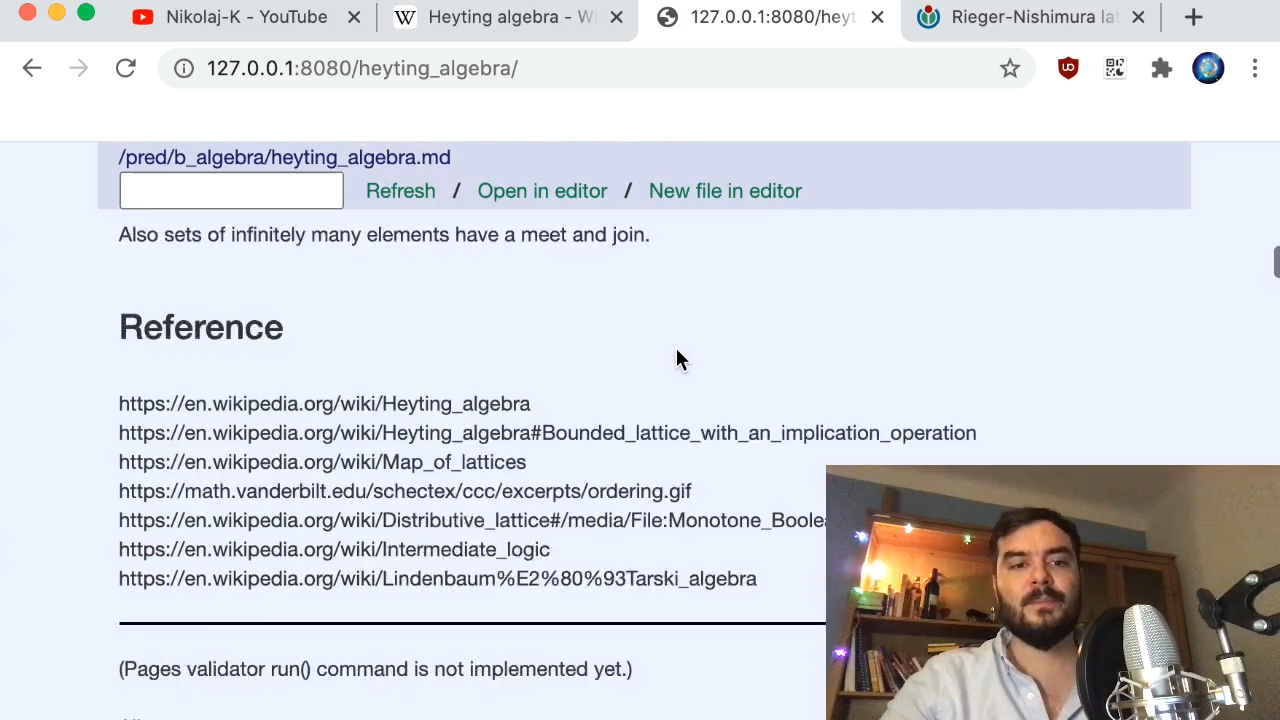 Nikolaj-K - YouTube
Heyting algebra - W
127.0.0.1:8080/heyt
Rieger-Nishimura la
127.0.0.1:8080/heyting_algebra/
/pred/b_algebra/heyting_algebra.md
Refresh / Open in editor / New file in editor
Also sets of infinitely many elements have a meet and join.
Reference
https://en.wikipedia.org/wiki/Heyting_algebra
https://en.wikipedia.org/wiki/Heyting_algebra#Bounded_lattice_with_an_implication_operation
https://en.wikipedia.org/wiki/Map_of_lattices
https://math.vanderbilt.edu/schectex/ccc/excerpts/ordering.gif
https://en.wikipedia.org/wiki/Distributive_lattice#/media/File:Monotone_Boolea
https://en.wikipedia.org/wiki/Intermediate_logic
https://en.wikipedia.org/wiki/Lindenbaum%E2%80%93Tarski_algebra
(Pages validator run() command is not implemented yet.)